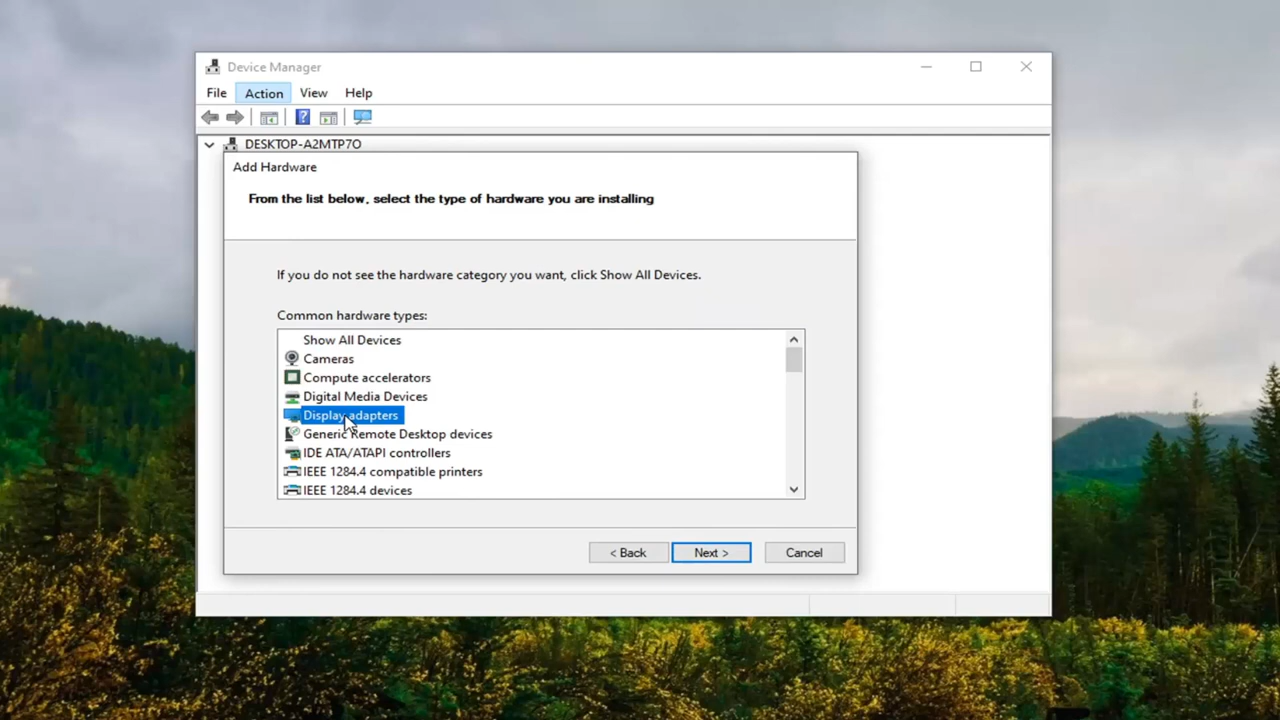 Device Manager
File Action View Help
DESKTOP-A2MTP7O
Add Hardware
From the list below, select the type of hardware you are installing
If you do not see the hardware category you want, click Show All Devices.
Common hardware types:
Show All Devices
Cameras
Compute accelerators
Digital Media Devices
Display adapters
Generic Remote Desktop devices
IDE ATA/ATAPI controllers
IEEE 1284.4 compatible printers
IEEE 1284.4 devices
< Back Next > Cancel